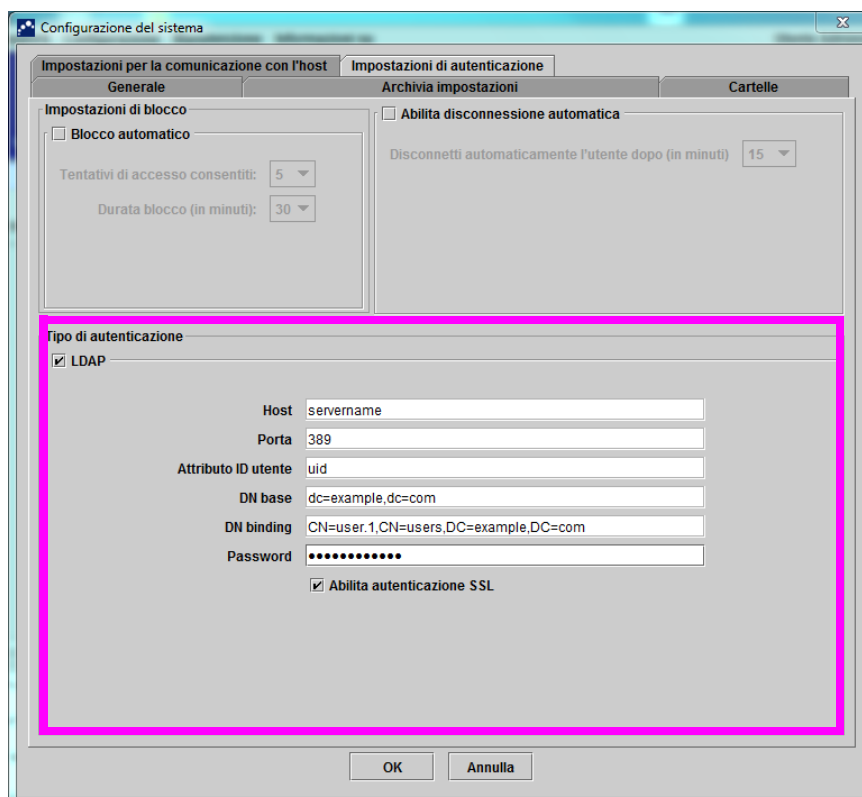 Configurazione del sistema
Impostazioni per la comunicazione con l'host
Impostazioni di autenticazione
Generale
Archivia impostazioni
Cartelle
Impostazioni di blocco
Blocco automatico
Tentativi di accesso consentiti: 5
Durata blocco (in minuti): 30
Abilita disconnessione automatica
Disconnetti automaticamente l'utente dopo (in minuti) 15
Tipo di autenticazione
LDAP
Host servername
Porta 389
Attributo ID utente uid
DN base dc=example,dc=com
DN binding CN=user.1,CN=users,DC=example,DC=com
Password ••••••••••••
Abilita autenticazione SSL
OK
Annulla